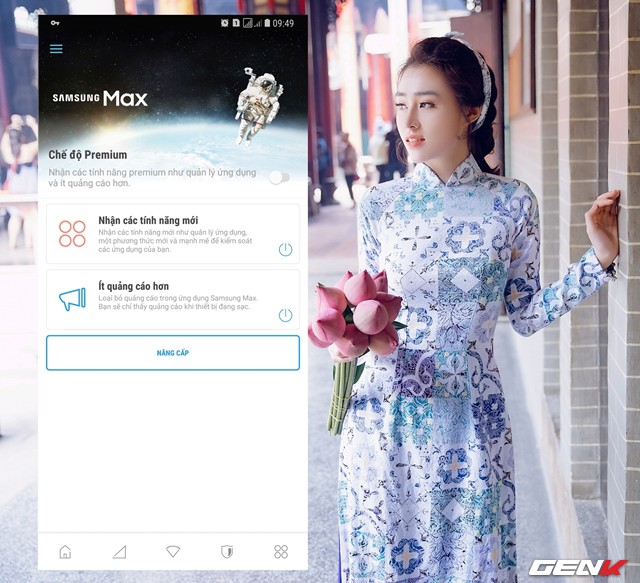 09:49
SAMSUNG Max
Chế độ Premium
Nhận các tính năng premium như quản lý ứng dụng
và ít quảng cáo hơn.
Nhận các tính năng mới
Nhận các tính năng mới như quản lý ứng dụng,
một phương thức mới và mạnh mẽ để kiểm soát
các ứng dụng của bạn.
Ít quảng cáo hơn
Loại bỏ quảng cáo trong ứng dụng Samsung Max.
Bạn sẽ chỉ thấy quảng cáo khi thiết bị đang sạc.
NÂNG CẤP
GENK